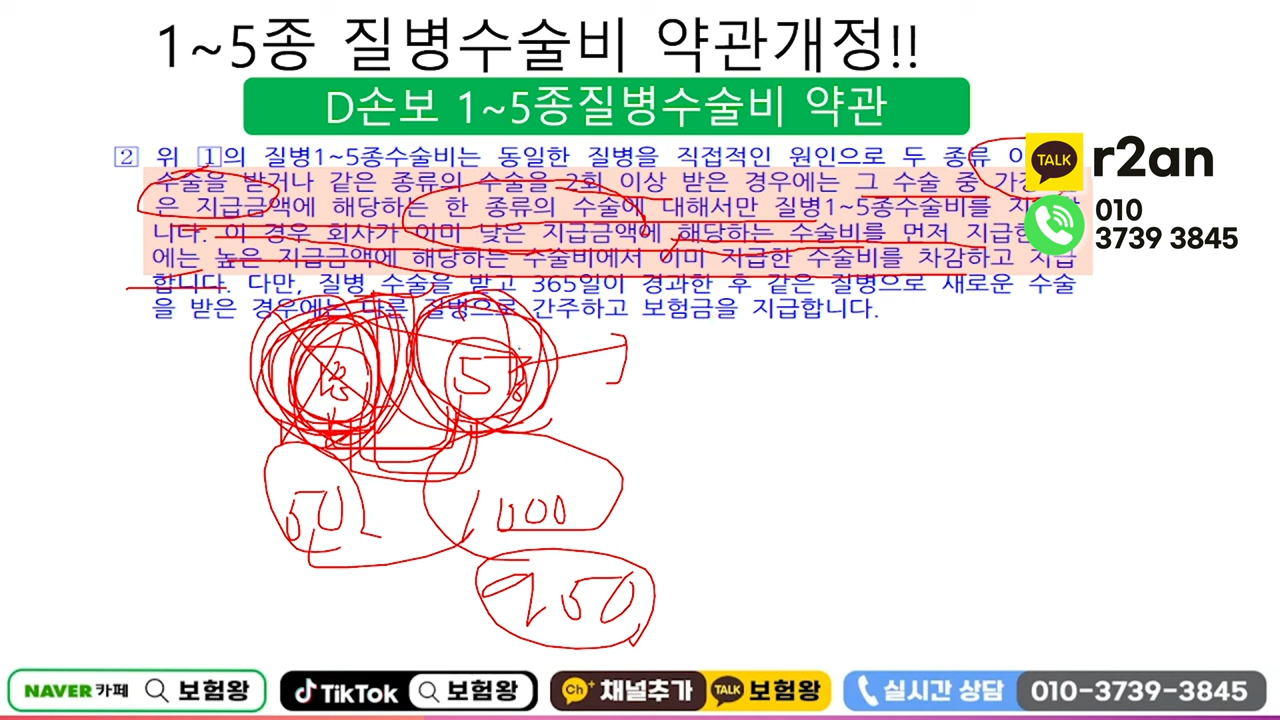 1~5종 질병수술비 약관개정!!
D손보 1~5종질병수술비 약관
② 위 ①의 질병1~5종수술비는 동일한 질병을 직접적인 원인으로 두 종류 이
수술을 받거나 같은 종류의 수술을 2회 이상 받은 경우에는 그 수술 중 가장
은 지급금액에 해당하는 한 종류의 수술에 대해서만 질병1~5종수술비를 지급합
니다. 이 경우 회사가 이미 낮은 지급금액에 해당하는 수술비를 먼저 지급한
에는 높은 지급금액에 해당하는 수술비에서 이미 지급한 수술비를 차감하고 지급
합니다. 다만, 질병 수술을 받고 365일이 경과한 후 같은 질병으로 새로운 수술
을 받은 경우에는 다른 질병으로 간주하고 보험금을 지급합니다.
TALK r2an
010
3739 3845
5종
50 1000
950
NAVER 카페 보험왕 TikTok 보험왕 Ch+ 채널추가 TALK 보험왕 실시간 상담 010-3739-3845